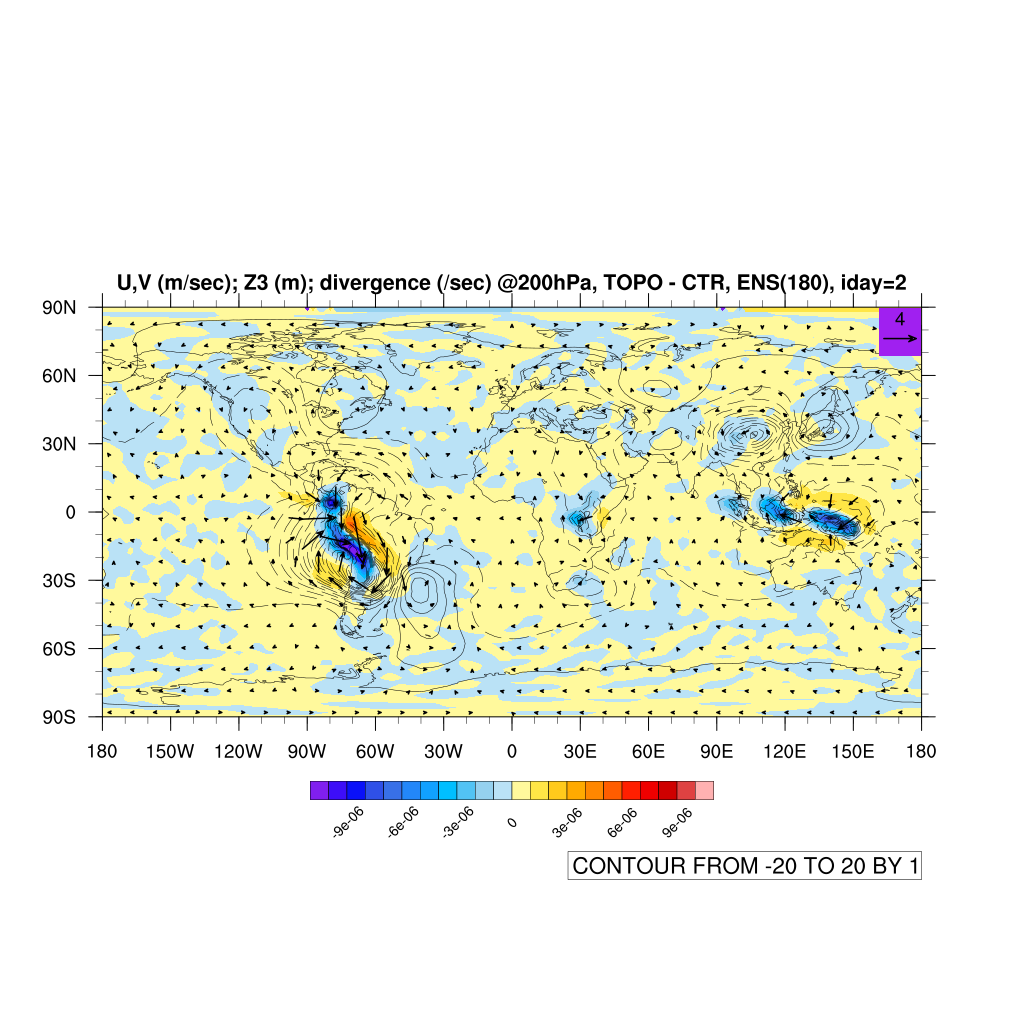 U,V (m/sec); Z3 (m); divergence (/sec) @200hPa, TOPO - CTR, ENS(180), iday=2
4
90N
60N
30N
0
30S
60S
90S
180 150W 120W 90W 60W 30W 0 30E 60E 90E 120E 150E 180
-9e-06 -6e-06 -3e-06 0 3e-06 6e-06 9e-06
CONTOUR FROM -20 TO 20 BY 1